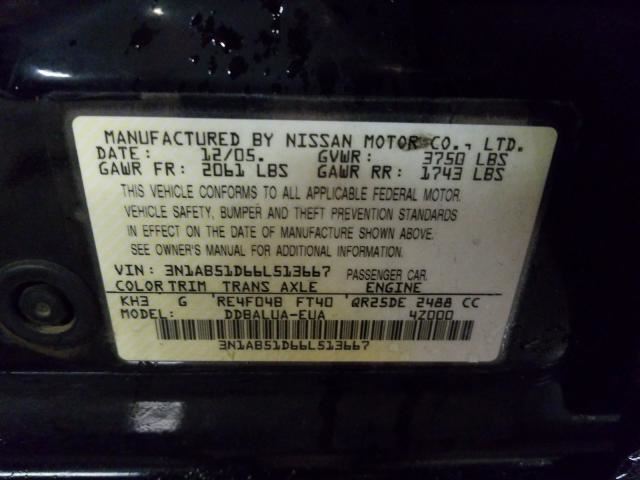 MANUFACTURED BY NISSAN MOTOR CO., LTD.
DATE: 12/05. GVWR: 3750 LBS
GAWR FR: 2061 LBS GAWR RR: 1743 LBS
THIS VEHICLE CONFORMS TO ALL APPLICABLE FEDERAL MOTOR
VEHICLE SAFETY, BUMPER AND THEFT PREVENTION STANDARDS
IN EFFECT ON THE DATE OF MANUFACTURE SHOWN ABOVE.
SEE OWNER'S MANUAL FOR ADDITIONAL INFORMATION.
VIN: 3N1AB51D66L513667 PASSENGER CAR.
COLOR TRIM TRANS AXLE ENGINE
KH3 G RE4F04B FT40 QR25DE 2488 CC
MODEL: DDBALUA-EUA 4Z000
3N1AB51D66L513667